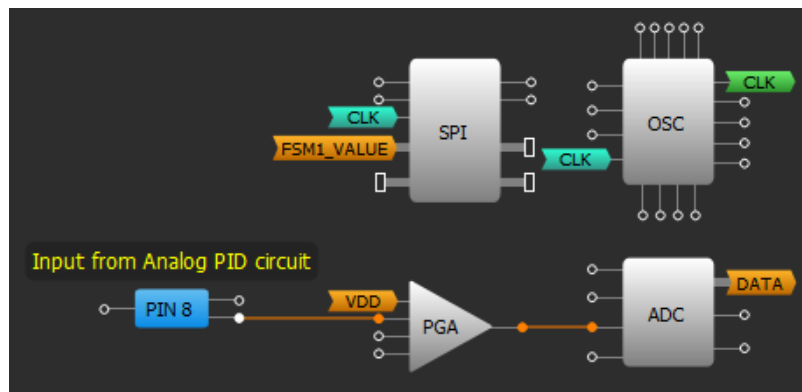 CLK
CLK
SPI
OSC
FSM1_VALUE
CLK
Input from Analog PID circuit
DATA
VDD
PIN 8
PGA
ADC